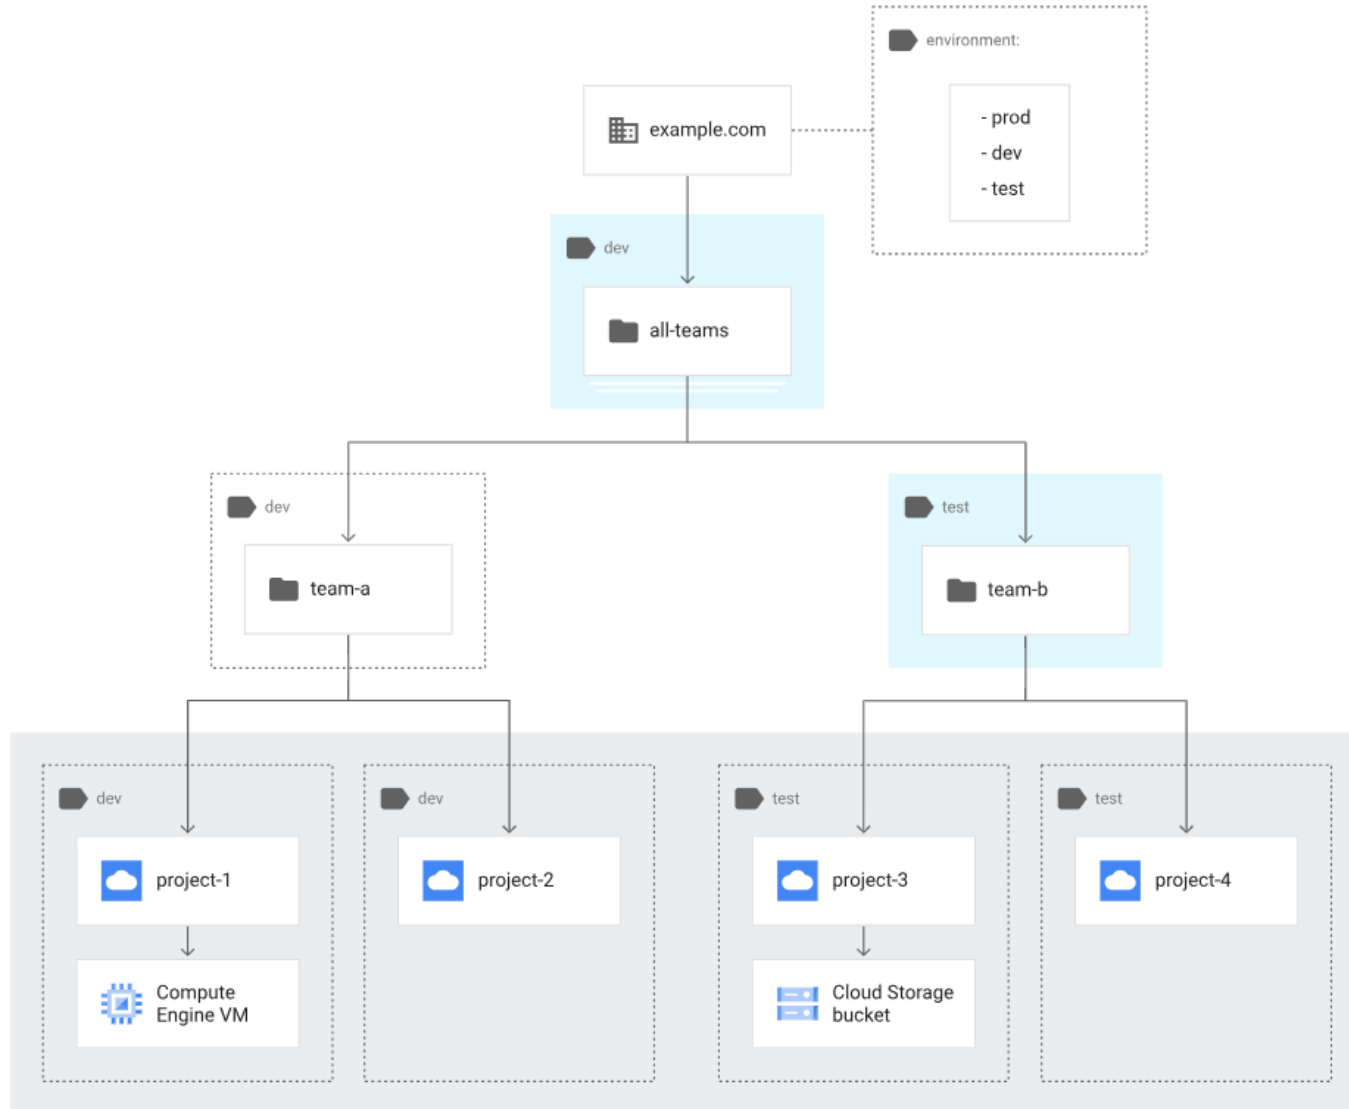 environment:
example.com
- prod
- dev
- test
dev
all-teams
dev
test
team-a
team-b
dev
dev
test
test
project-1
project-2
project-3
project-4
Compute
Engine VM
Cloud Storage
bucket